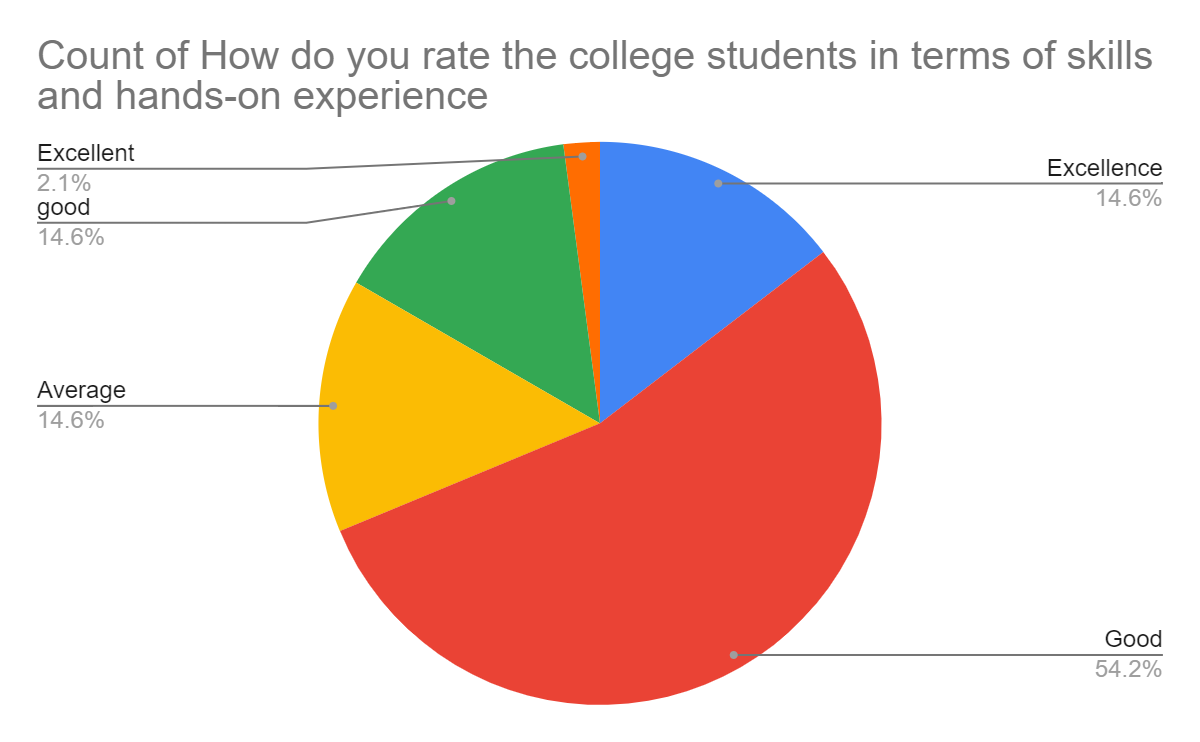 Count of How do you rate the college students in terms of skills
and hands-on experience
Excellent
2.1%
good
14.6%
Average
14.6%
Excellence
14.6%
Good
54.2%